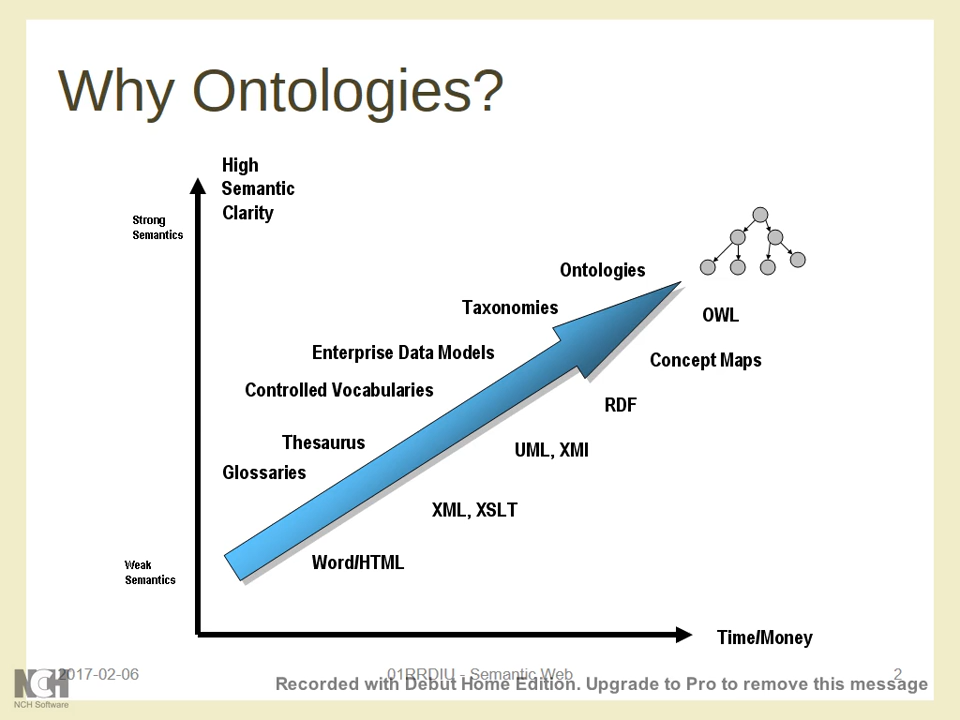 Why Ontologies?
High
Semantic
Clarity
Strong
Semantics
Ontologies
Taxonomies
OWL
Enterprise Data Models
Concept Maps
Controlled Vocabularies
RDF
Thesaurus
UML, XMI
Glossaries
XML, XSLT
Word/HTML
Weak
Semantics
Time/Money
2017-02-06
01RRDIU - Semantic Web
2
Recorded with Debut Home Edition. Upgrade to Pro to remove this message
NCH
NCH Software